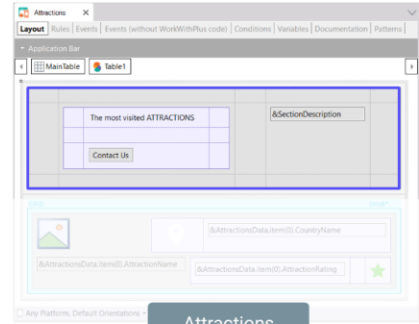 Attractions ×
Layout Rules Events Events (without WorkWithPlus code) Conditions Variables Documentation Patterns
Application Bar
MainTable Table1
The most visited ATTRACTIONS
&SectionDescription
Contact Us
&AttractionsData.item(0).CountryName
&AttractionsData.item(0).AttractionName
&AttractionsData.item(0).AttractionRating
Any Platform, Default Orientations
Attractions